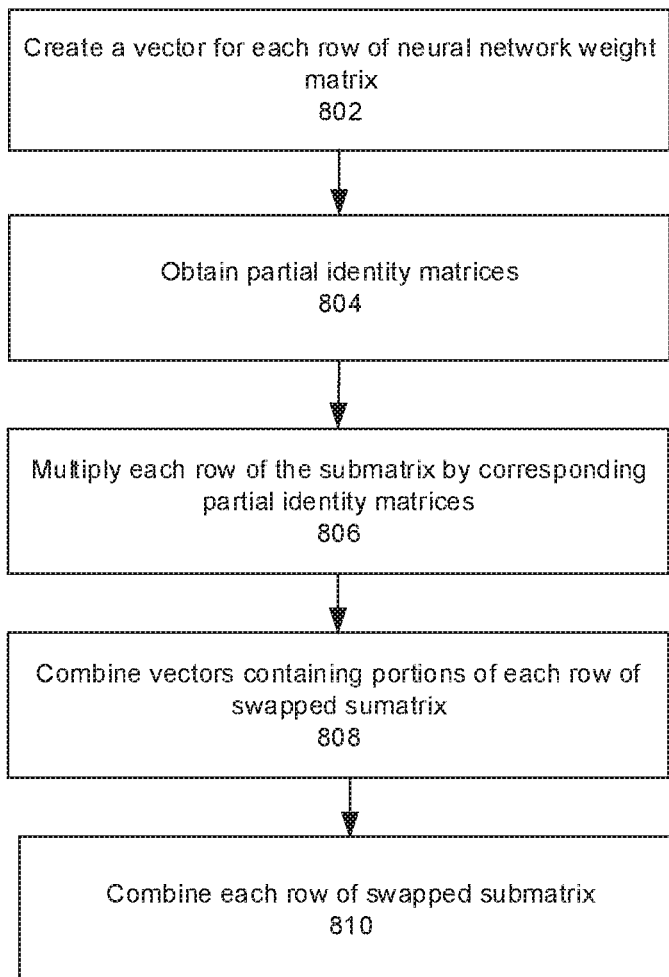 Create a vector for each row of neural network weight
matrix
802
Obtain partial identity matrices
804
Multiply each row of the submatrix by corresponding
partial identity matrices
806
Combine vectors containing portions of each row of
swapped sumatrix
808
Combine each row of swapped submatrix
810